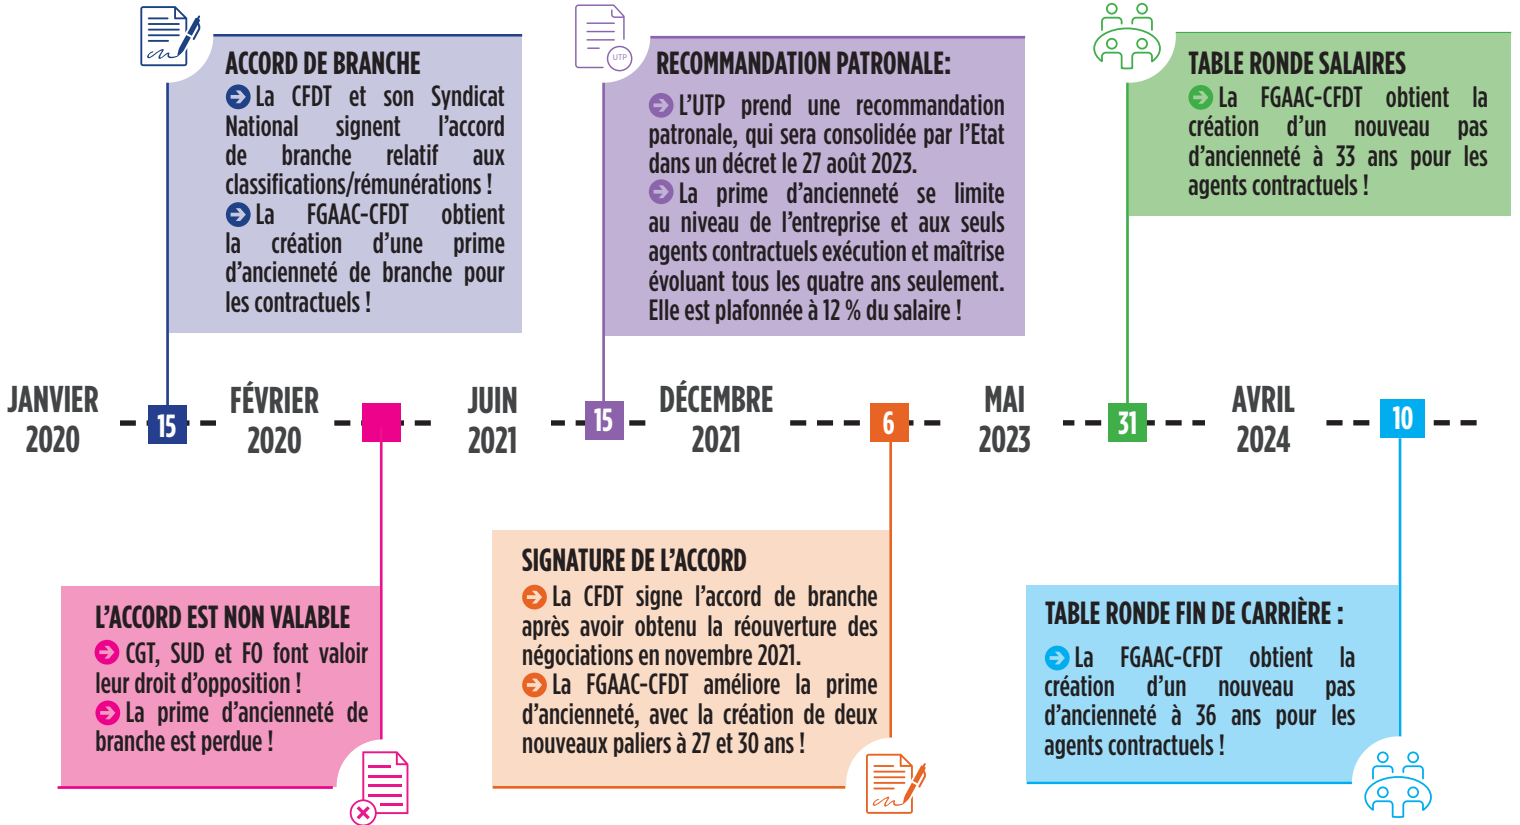 ACCORD DE BRANCHE
La CFDT et son Syndicat
National signent l'accord
de branche relatif aux
classifications/rémunérations !
La FGAAC-CFDT obtient
la création d'une prime
d'ancienneté de branche pour
les contractuels !
UTP
RECOMMANDATION PATRONALE:
L'UTP prend une recommandation
patronale, qui sera consolidée par l'Etat
dans un décret le 27 août 2023.
La prime d'ancienneté se limite
au niveau de l'entreprise et aux seuls
agents contractuels exécution et maîtrise
évoluant tous les quatre ans seulement.
Elle est plafonnée à 12 % du salaire !
TABLE RONDE SALAIRES
La FGAAC-CFDT obtient la
création d'un nouveau pas
d'ancienneté à 33 ans pour les
agents contractuels !
JANVIER
2020
15
FÉVRIER
2020
JUIN
2021
15
DÉCEMBRE
2021
6
MAI
2023
31
AVRIL
2024
10
L'ACCORD EST NON VALABLE
CGT, SUD et FO font valoir
leur droit d'opposition !
La prime d'ancienneté de
branche est perdue !
SIGNATURE DE L'ACCORD
La CFDT signe l'accord de branche
après avoir obtenu la réouverture des
négociations en novembre 2021.
La FGAAC-CFDT améliore la prime
d'ancienneté, avec la création de deux
nouveaux paliers à 27 et 30 ans !
TABLE RONDE FIN DE CARRIÈRE :
La FGAAC-CFDT obtient la
création d'un nouveau pas
d'ancienneté à 36 ans pour les
agents contractuels !